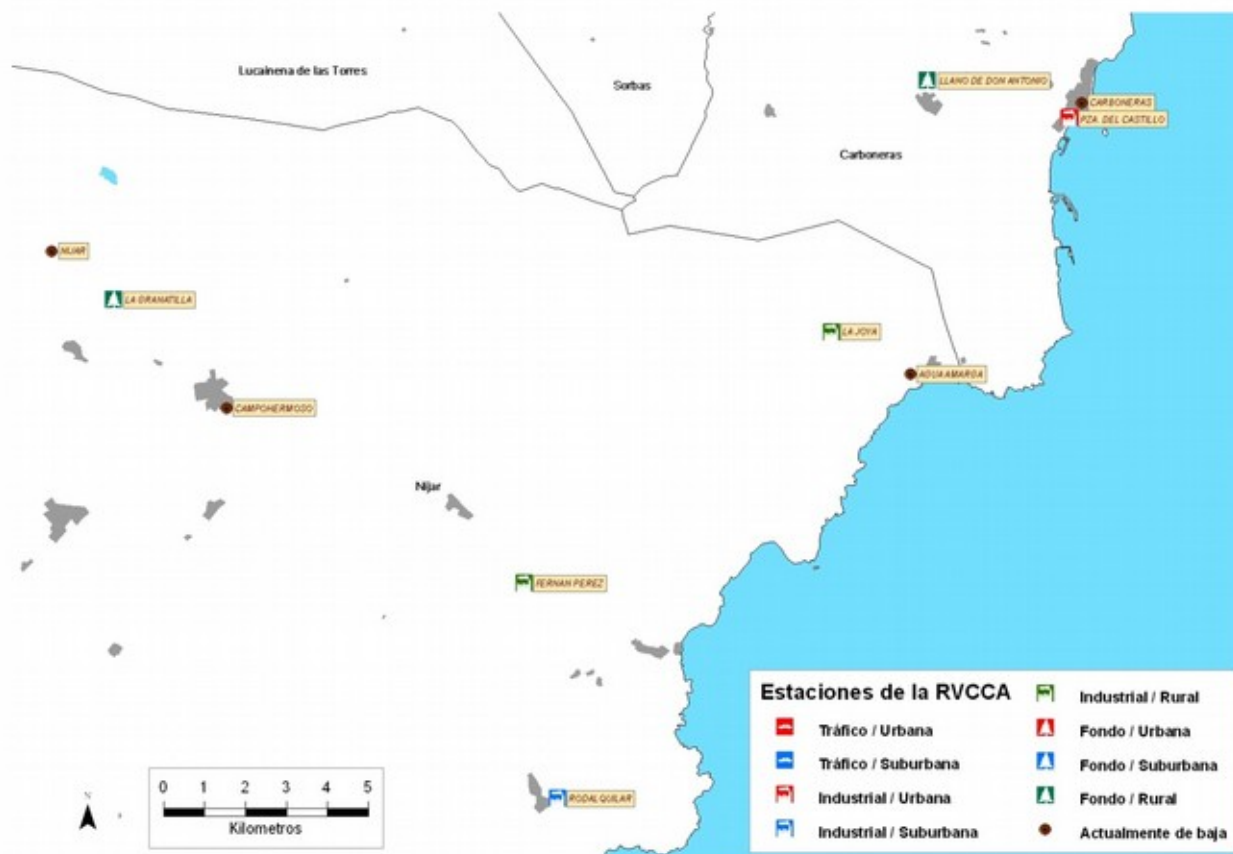 Lucainena de las Torres
Sorbas
LLANO DE DON ANTONIO
CARBONERAS
PZA. DEL CASTILLO
Carboneras
NIJAR
LA GRANATILLA
LA JOYA
AGUA AMARGA
CAMPOHERMOSO
Níjar
FERNAN PEREZ
RODALQUILAR
Estaciones de la RVCCA
Tráfico / Urbana
Tráfico / Suburbana
Industrial / Urbana
Industrial / Suburbana
Industrial / Rural
Fondo / Urbana
Fondo / Suburbana
Fondo / Rural
Actualmente de baja
0 1 2 3 4 5
Kilometros
N